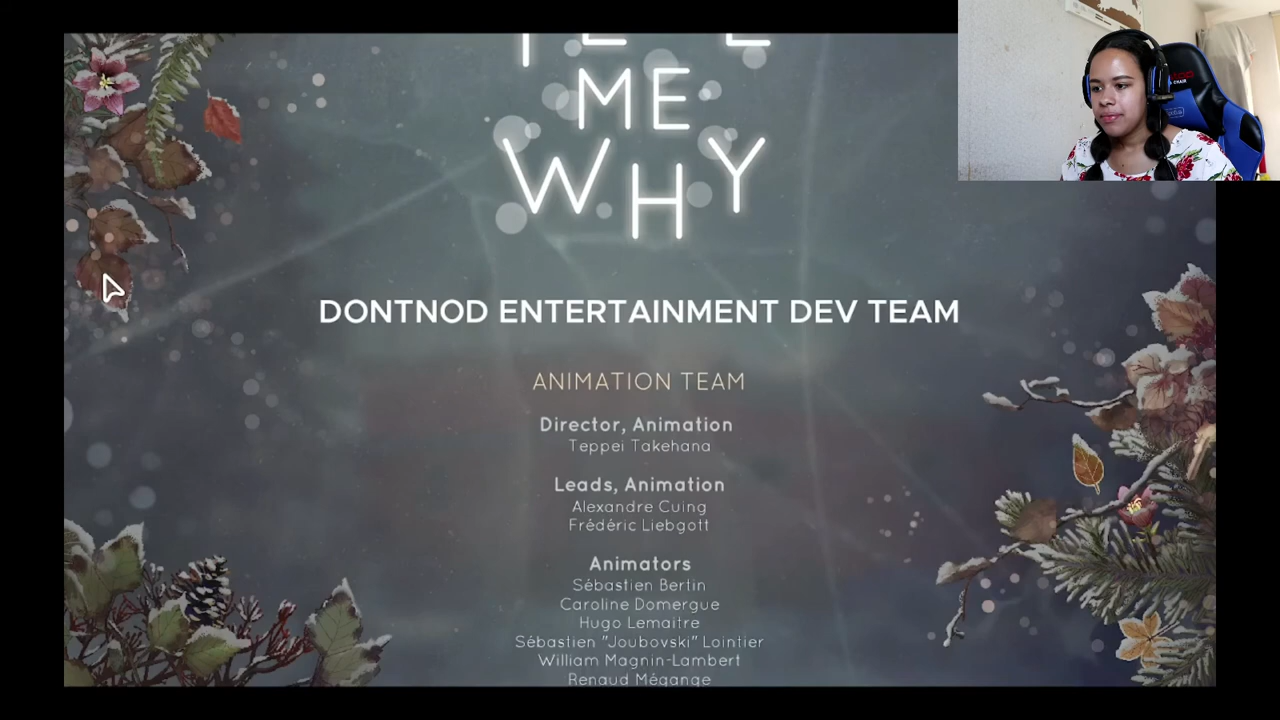 TELL
ME
WHY
DONTNOD ENTERTAINMENT DEV TEAM
ANIMATION TEAM
Director, Animation
Teppei Takehana
Leads, Animation
Alexandre Cuing
Frédéric Liebgott
Animators
Sébastien Bertin
Caroline Domergue
Hugo Lemaitre
Sébastien "Joubovski" Lointier
William Magnin-Lambert
Renaud Mégange